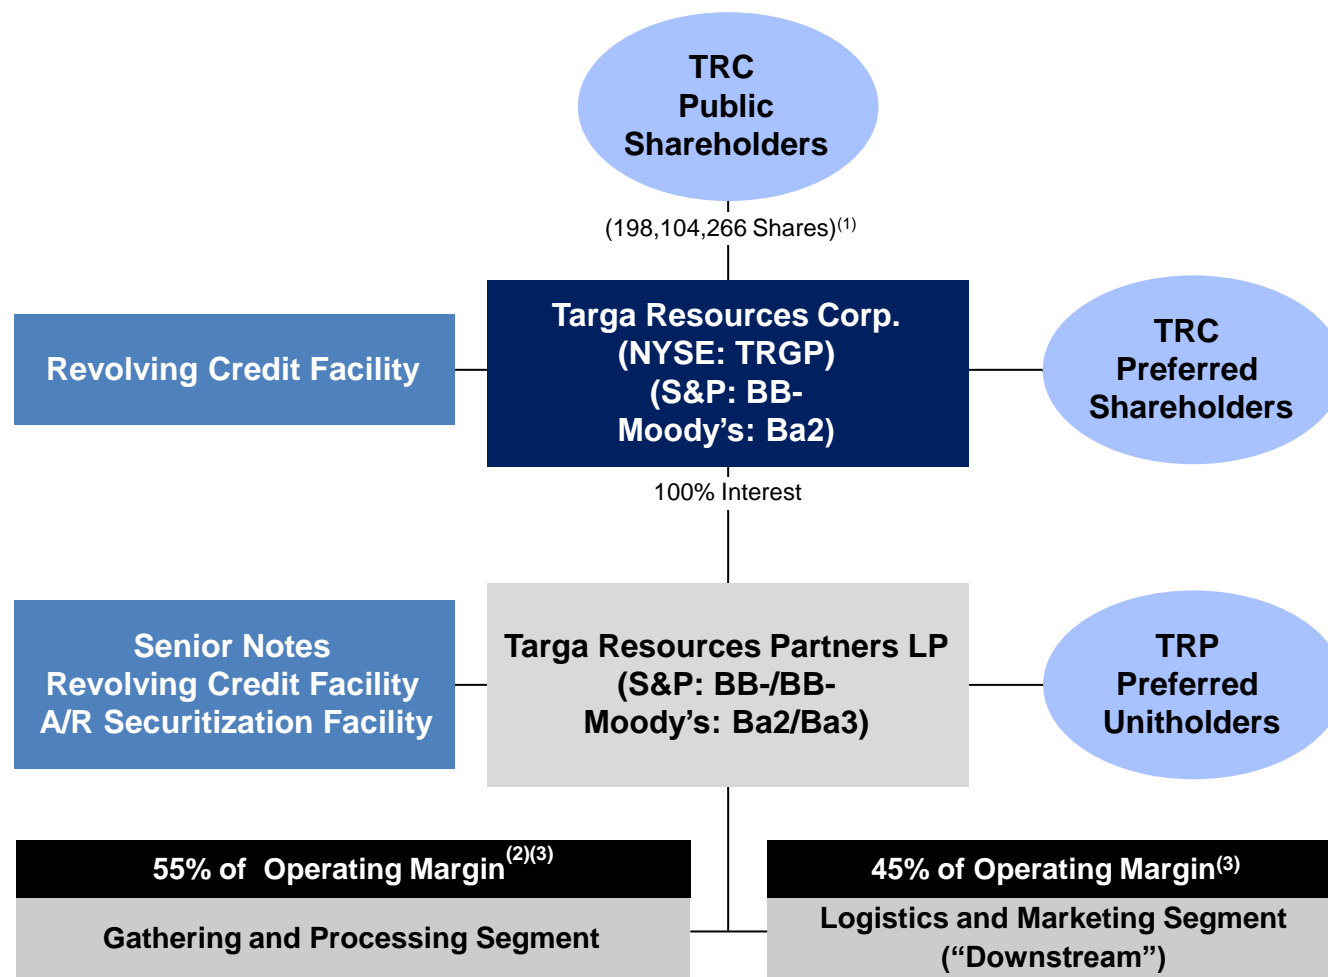 TRC
Public
Shareholders
(198,104,266 Shares)(1)
Targa Resources Corp.
(NYSE: TRGP)
(S&P: BB-
Moody’s: Ba2)
Revolving Credit Facility
TRC
Preferred
Shareholders
100% Interest
Senior Notes
Revolving Credit Facility
A/R Securitization Facility
Targa Resources Partners LP
(S&P: BB-/BB-
Moody’s: Ba2/Ba3)
TRP
Preferred
Unitholders
55% of Operating Margin(2)(3)
Gathering and Processing Segment
45% of Operating Margin(3)
Logistics and Marketing Segment
(“Downstream”)